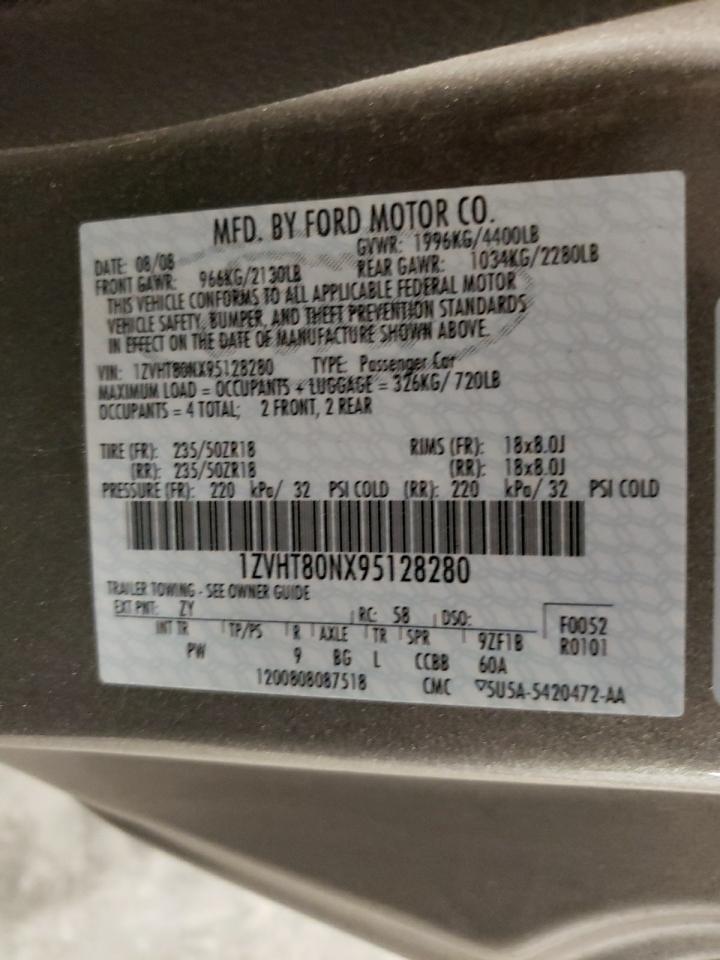 MFD. BY FORD MOTOR CO.
DATE: 08/08 GVWR: 1996KG/4400LB
FRONT GAWR: 966KG/2130LB REAR GAWR: 1034KG/2280LB
THIS VEHICLE CONFORMS TO ALL APPLICABLE FEDERAL MOTOR
VEHICLE SAFETY, BUMPER, AND THEFT PREVENTION STANDARDS
IN EFFECT ON THE DATE OF MANUFACTURE SHOWN ABOVE.
VIN: 1ZVHT80NX95128280 TYPE: Passenger Car
MAXIMUM LOAD = OCCUPANTS + LUGGAGE = 326KG/ 720LB
OCCUPANTS = 4 TOTAL; 2 FRONT, 2 REAR
TIRE (FR): 235/50ZR18 RIMS (FR): 18x8.0J
(RR): 235/50ZR18 (RR): 18x8.0J
PRESSURE (FR): 220 kPa/ 32 PSI COLD (RR): 220 kPa/ 32 PSI COLD
1ZVHT80NX95128280
TRAILER TOWING - SEE OWNER GUIDE
EXT PNT: ZY RC: 58 DSO: F0052
INT TR TP/PS R AXLE TR SPR 9ZF1B R0101
PW 9 BG L CCBB 60A
1200808087518 CMC ▽5U5A-5420472-AA